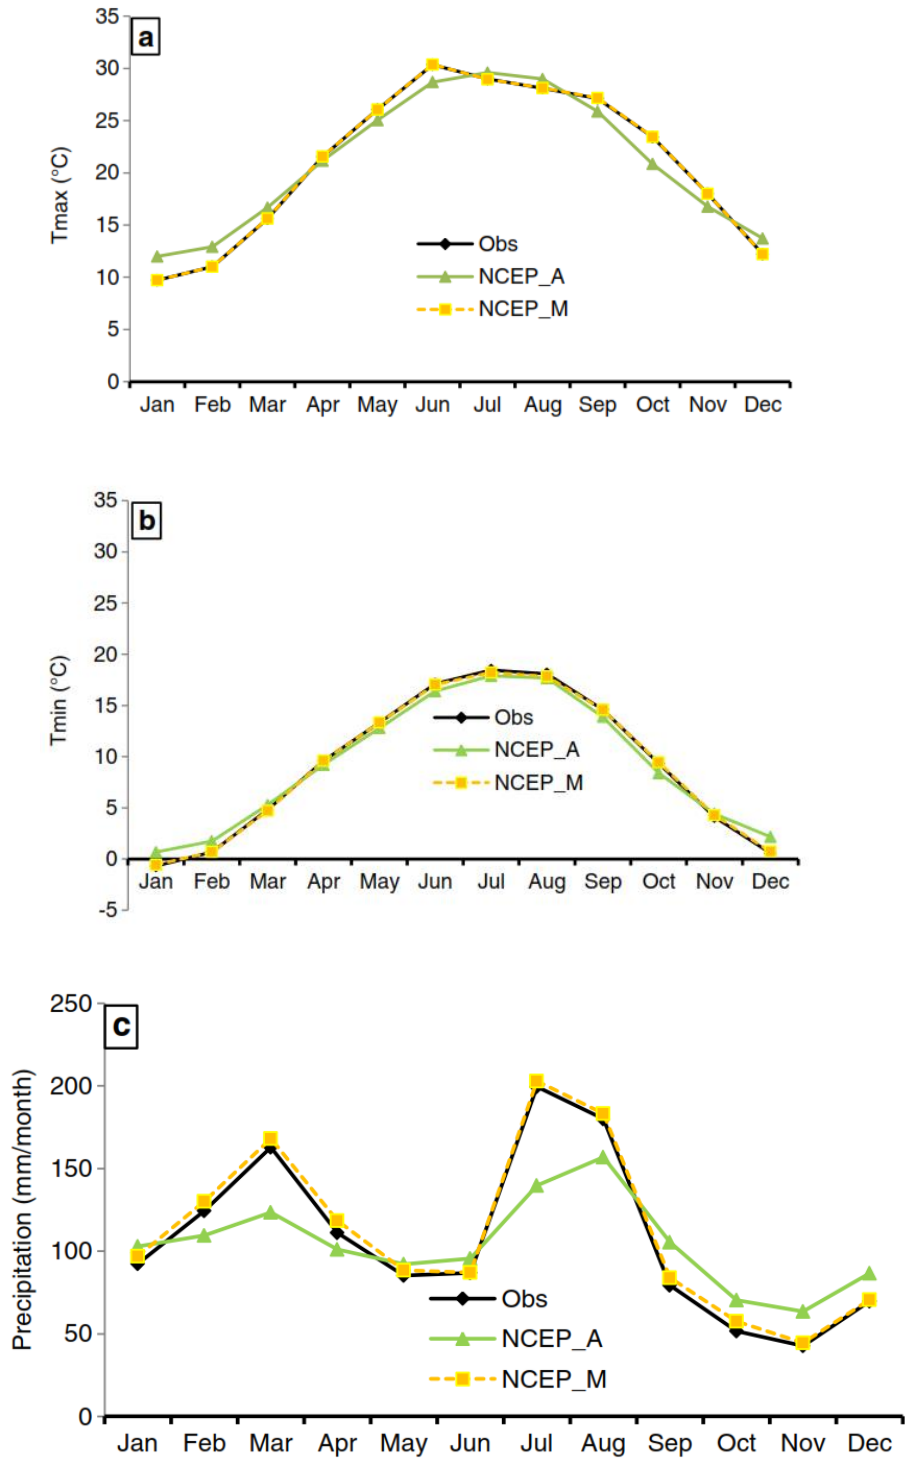 a
35
30
25
20
15
10
5
0
Tmax (°C)
Obs
NCEP_A
NCEP_M
Jan Feb Mar Apr May Jun Jul Aug Sep Oct Nov Dec
b
35
30
25
20
15
10
5
0
-5
Tmin (°C)
Obs
NCEP_A
NCEP_M
Jan Feb Mar Apr May Jun Jul Aug Sep Oct Nov Dec
c
250
200
150
100
50
0
Precipitation (mm/month)
Obs
NCEP_A
NCEP_M
Jan Feb Mar Apr May Jun Jul Aug Sep Oct Nov Dec